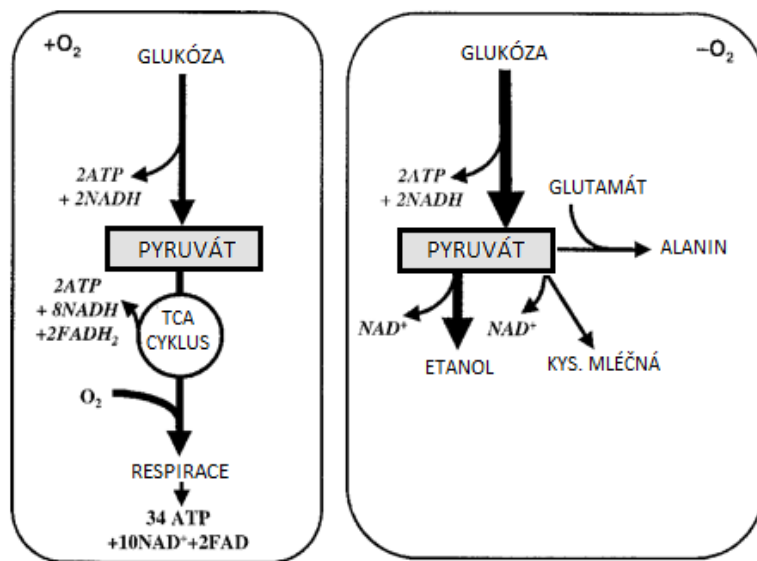 +O₂
GLUKÓZA
2ATP
+ 2NADH
PYRUVÁT
2ATP
+ 8NADH
+2FADH₂
TCA
CYKLUS
O₂
RESPIRACE
34 ATP
+10NAD⁺+2FAD
−O₂
GLUKÓZA
2ATP
+ 2NADH
GLUTAMÁT
PYRUVÁT
ALANIN
NAD⁺
NAD⁺
ETANOL
KYS. MLÉČNÁ